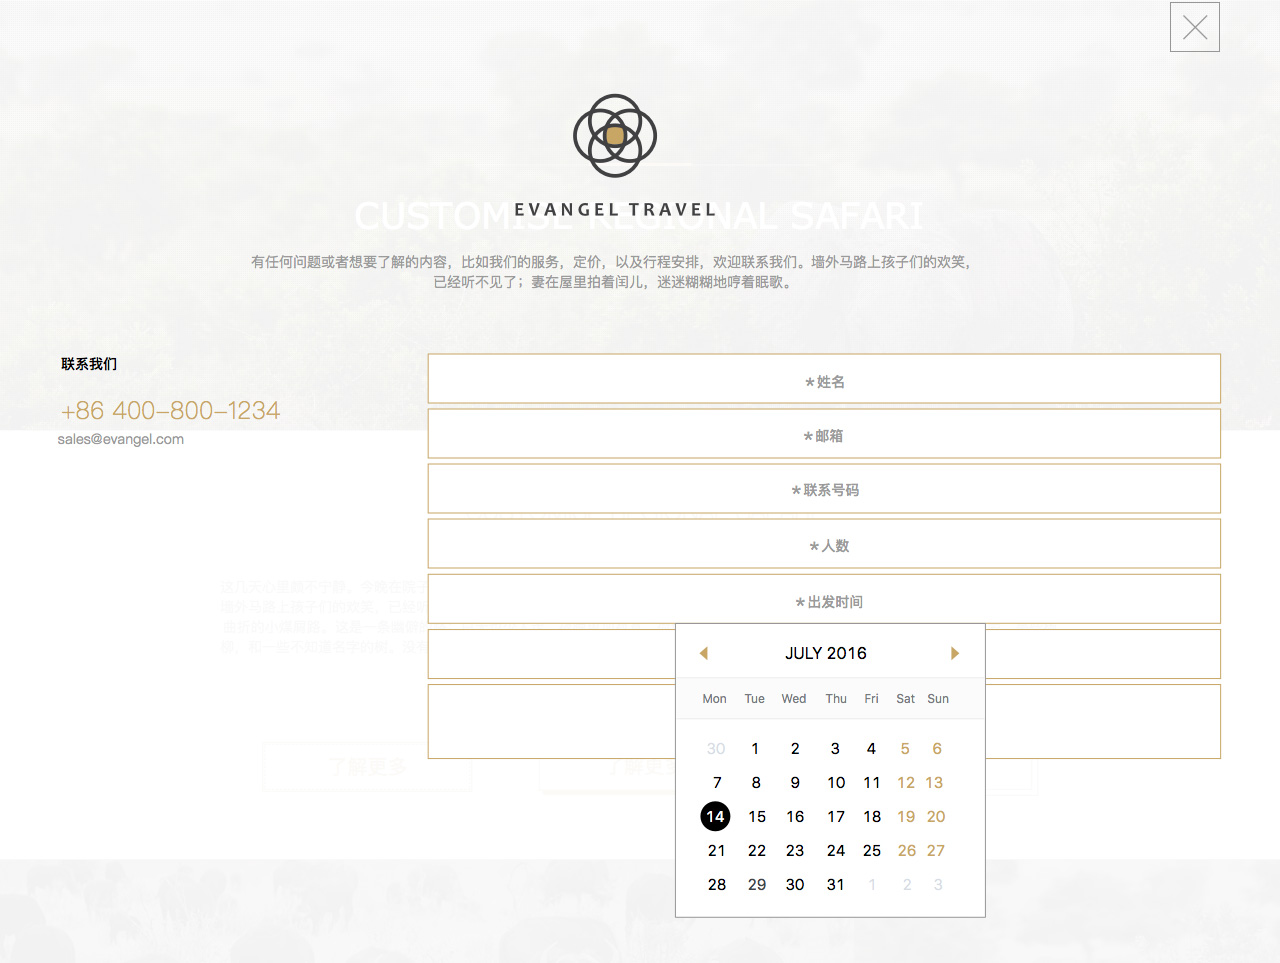 EVANGEL TRAVEL
CUSTOMISE REGIONAL SAFARI
有任何问题或者想要了解的内容，比如我们的服务，定价，以及行程安排，欢迎联系我们。墙外马路上孩子们的欢笑，
已经听不见了；妻在屋里拍着闰儿，迷迷糊糊地哼着眠歌。
联系我们
+86 400-800-1234
sales@evangel.com
*姓名
*邮箱
*联系号码
*人数
*出发时间
JULY 2016
Mon Tue Wed Thu Fri Sat Sun
30 1 2 3 4 5 6
7 8 9 10 11 12 13
14 15 16 17 18 19 20
21 22 23 24 25 26 27
28 29 30 31 1 2 3
了解更多
了解更